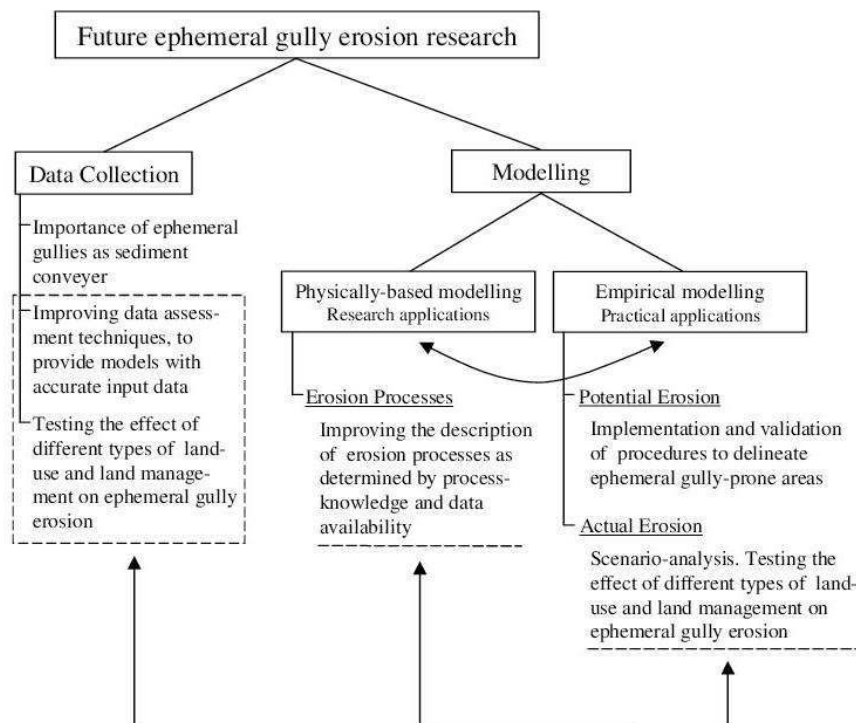 Future ephemeral gully erosion research
Data Collection
Importance of ephemeral
gullies as sediment
conveyer
Improving data assess-
ment techniques, to
provide models with
accurate input data
Testing the effect of
different types of land-
use and land manage-
ment on ephemeral gully
erosion
Modelling
Physically-based modelling
Research applications
Erosion Processes
Improving the description
of erosion processes as
determined by process-
knowledge and data
availability
Empirical modelling
Practical applications
Potential Erosion
Implementation and validation
of procedures to delineate
ephemeral gully-prone areas
Actual Erosion
Scenario-analysis. Testing the
effect of different types of land-
use and land management on
ephemeral gully erosion